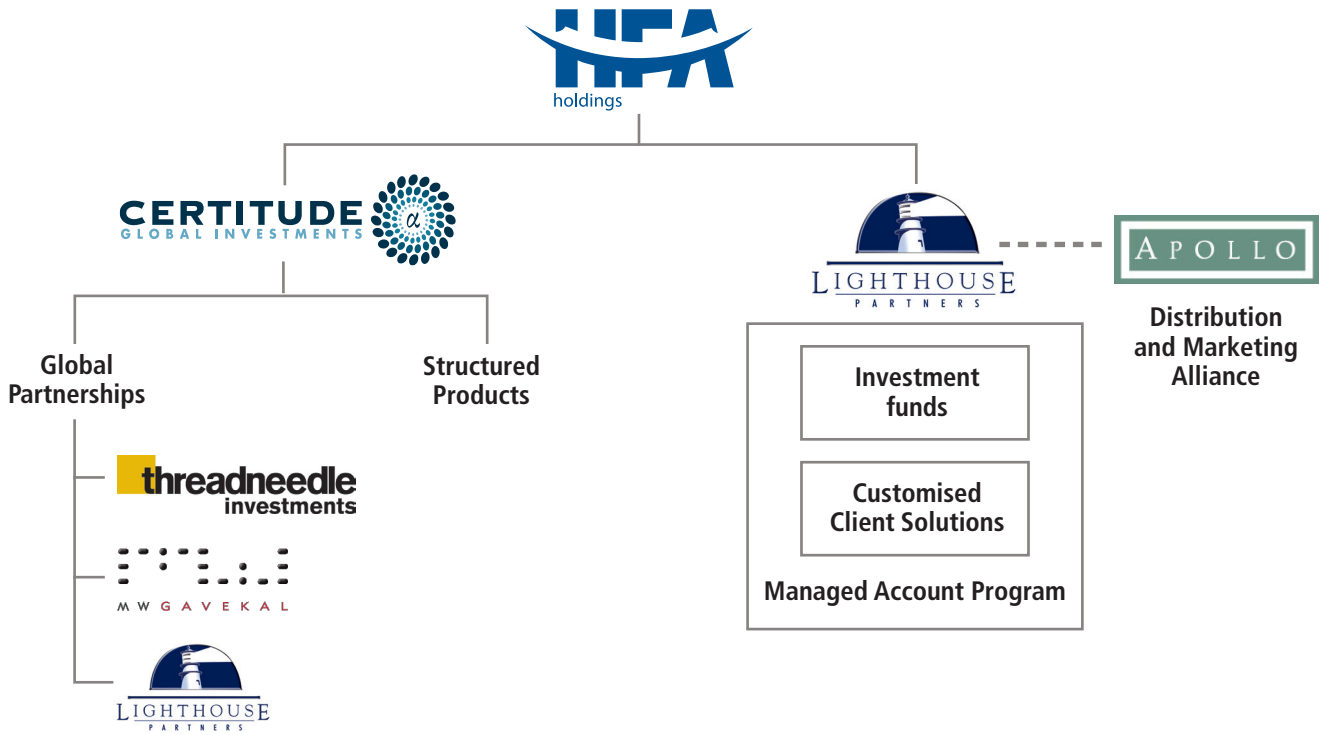 HFA
holdings
CERTITUDE
GLOBAL INVESTMENTS
α
LIGHTHOUSE
PARTNERS
APOLLO
Distribution
and Marketing
Alliance
Global
Partnerships
Structured
Products
Investment
funds
Customised
Client Solutions
Managed Account Program
threadneedle
investments
MW GAVEKAL
LIGHTHOUSE
PARTNERS